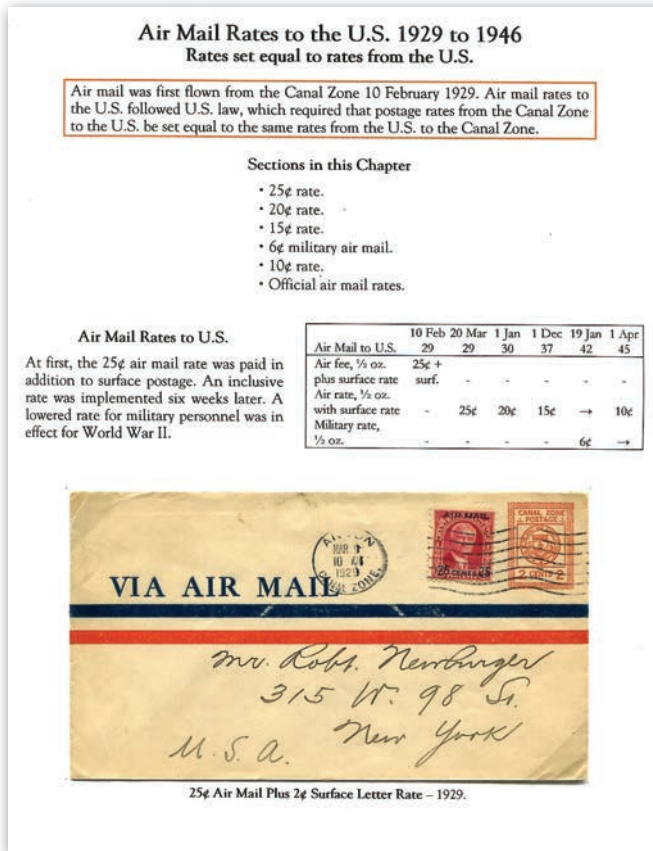 Air Mail Rates to the U.S. 1929 to 1946
Rates set equal to rates from the U.S.
Air mail was first flown from the Canal Zone 10 February 1929. Air mail rates to
the U.S. followed U.S. law, which required that postage rates from the Canal Zone
to the U.S. be set equal to the same rates from the U.S. to the Canal Zone.
Sections in this Chapter
• 25¢ rate.
• 20¢ rate.
• 15¢ rate.
• 6¢ military air mail.
• 10¢ rate.
• Official air mail rates.
Air Mail Rates to U.S.
At first, the 25¢ air mail rate was paid in
addition to surface postage. An inclusive
rate was implemented six weeks later. A
lowered rate for military personnel was in
effect for World War II.
10 Feb 20 Mar 1 Jan 1 Dec 19 Jan 1 Apr
Air Mail to U.S. 29 29 30 37 42 45
Air fee, ½ oz. 25¢ +
plus surface rate surf. - - - - -
Air rate, ½ oz.
with surface rate - 25¢ 20¢ 15¢ → 10¢
Military rate,
½ oz. - - - - 6¢ →
AIR MAIL
25 CENTS 25
CANAL ZONE
POSTAGE
2 CENTS 2
MAR
10 AM
1929
CANAL ZONE.
VIA AIR MAIL
Mr. Robt. Newburger
315 W. 98 St.
New York
U.S.A.
25¢ Air Mail Plus 2¢ Surface Letter Rate – 1929.